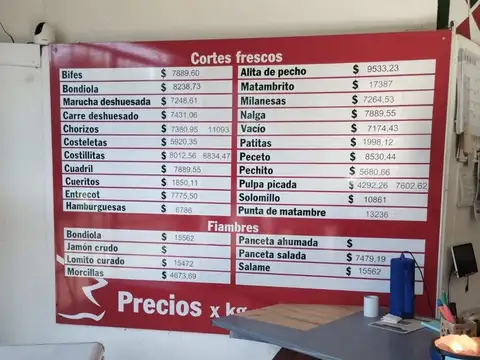 Cortes frescos
Bifes $ 7889,60
Bondiola $ 8238,73
Marucha deshuesada $ 7248,61
Carre deshuesado $ 7431,06
Chorizos $ 7380,95 11093
Costeletas $ 5920,35
Costillitas $ 8012,56 8834,47
Cuadril $ 7889,55
Cueritos $ 1850,11
Entrecot $ 7775,50
Hamburguesas $ 6786
Alita de pecho $ 9533,23
Matambrito $ 17387
Milanesas $ 7264,53
Nalga $ 7889,55
Vacío $ 7174,43
Patitas $ 1998,12
Peceto $ 8530,44
Pechito $ 5680,66
Pulpa picada $ 4292,26 7602,62
Solomillo $ 10861
Punta de matambre 13236
Fiambres
Bondiola $ 15562
Jamón crudo $
Lomito curado $ 15472
Morcillas $ 4673,69
Panceta ahumada $
Panceta salada $ 7479,19
Salame $ 15562
Precios x kg